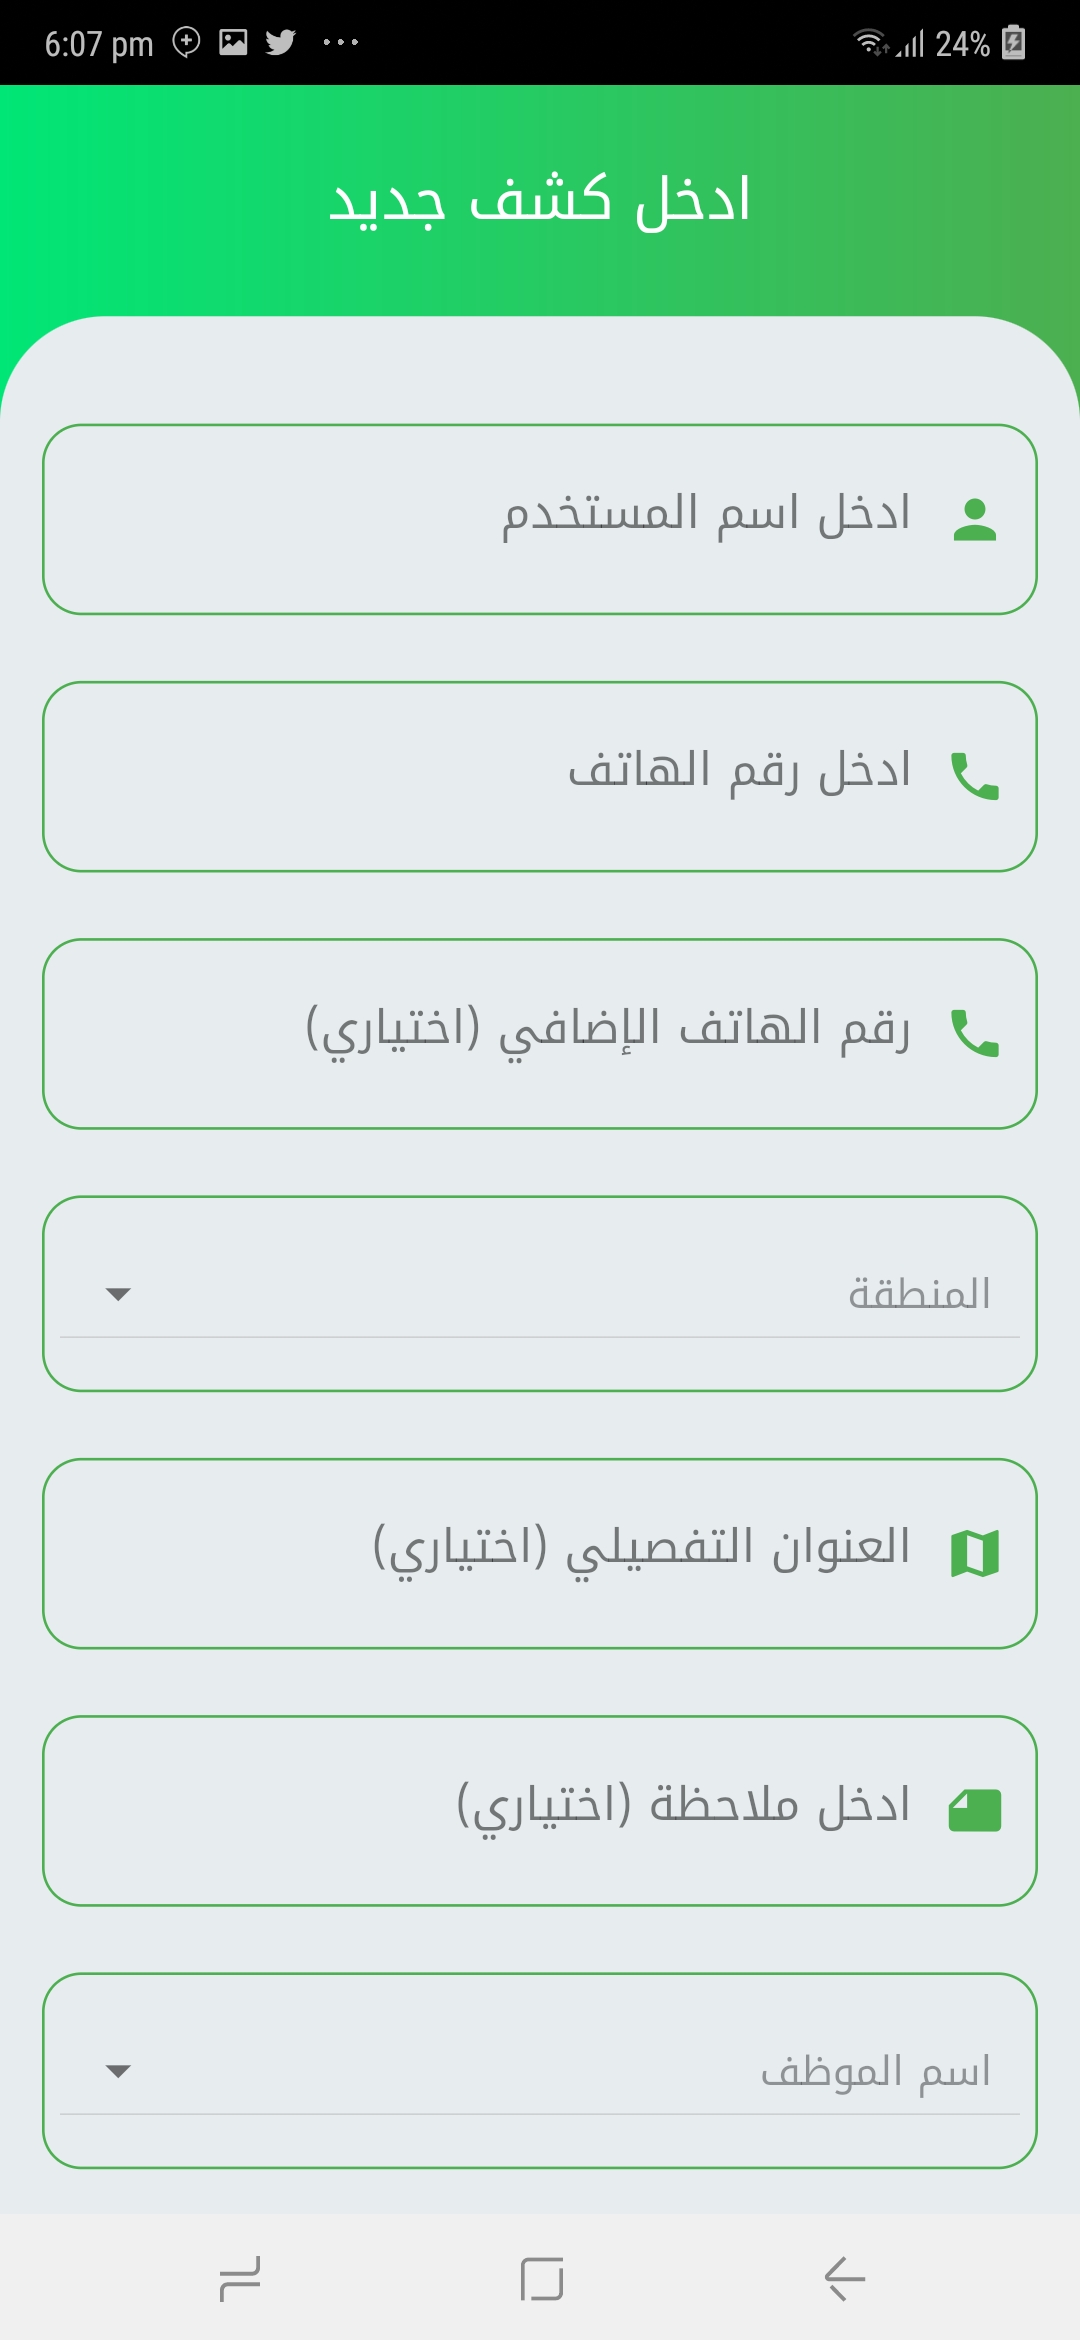 6:07 pm
24%
ادخل كشف جديد
ادخل اسم المستخدم
ادخل رقم الهاتف
رقم الهاتف الإضافي (اختياري)
المنطقة
العنوان التفصيلي (اختياري)
ادخل ملاحظة (اختياري)
اسم الموظف